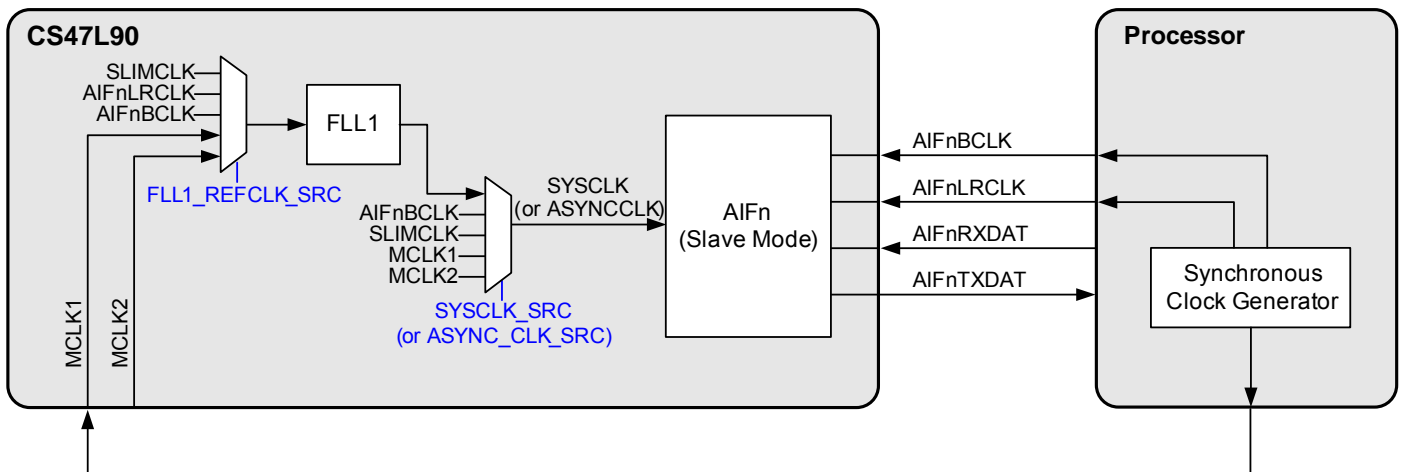 CS47L90
Processor
SLIMCLK
AIFnLRCLK
AIFnBCLK
FLL1
FLL1_REFCLK_SRC
MCLK1
MCLK2
AIFnBCLK
SLIMCLK
MCLK1
MCLK2
SYSCLK
(or ASYNCCLK)
SYSCLK_SRC
(or ASYNC_CLK_SRC)
AIFn
(Slave Mode)
AIFnBCLK
AIFnLRCLK
AIFnRXDAT
AIFnTXDAT
Synchronous
Clock Generator